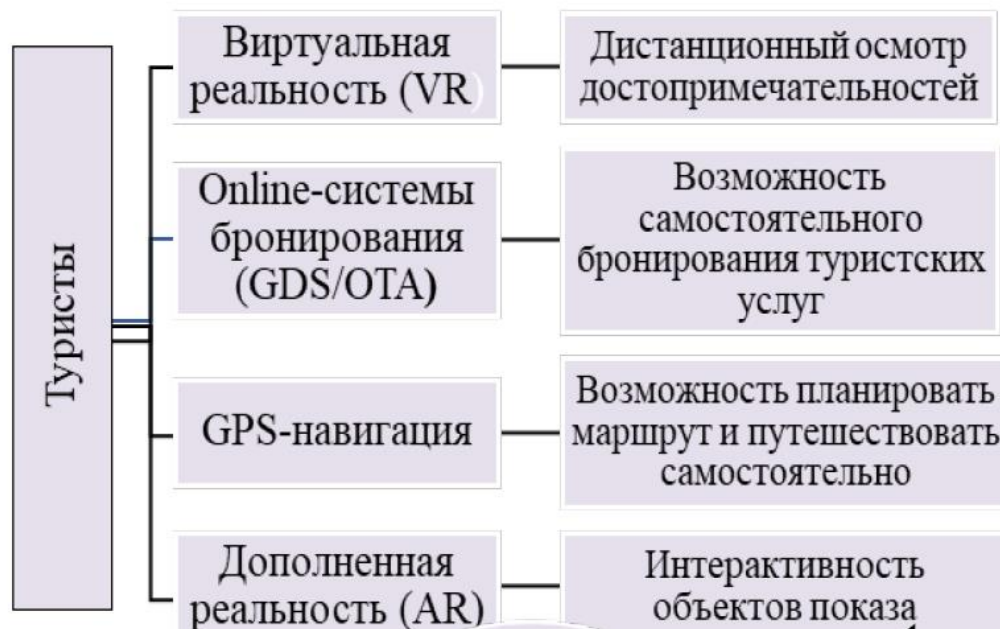 Туристы
Виртуальная
реальность (VR)
Дистанционный осмотр
достопримечательностей
Online-системы
бронирования
(GDS/OTA)
Возможность
самостоятельного
бронирования туристских
услуг
GPS-навигация
Возможность планировать
маршрут и путешествовать
самостоятельно
Дополненная
реальность (AR)
Интерактивность
объектов показа